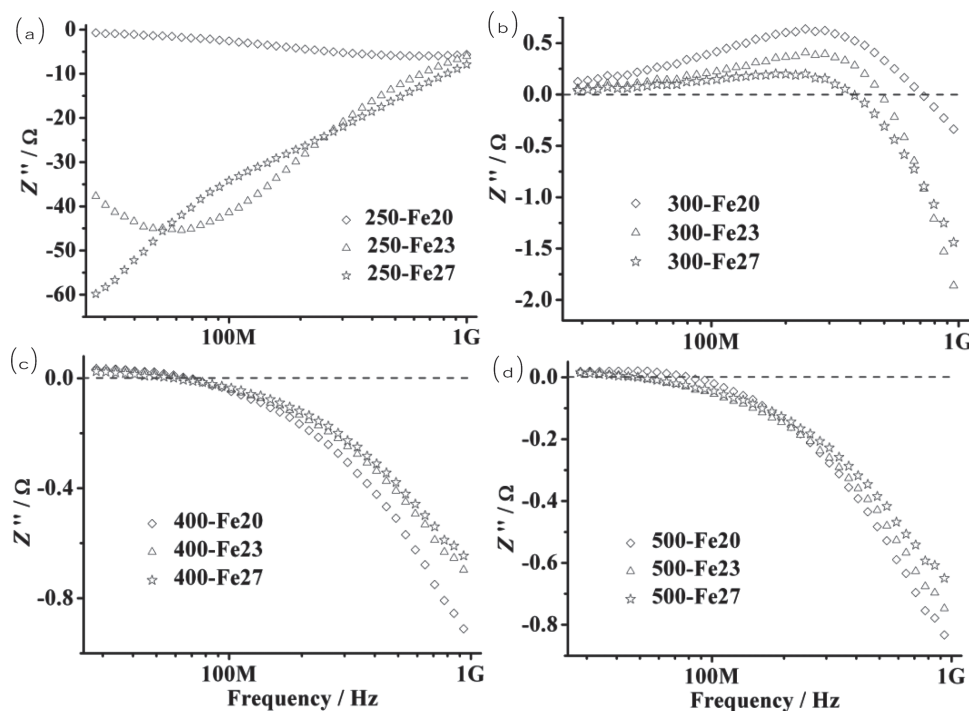 (a)
0
-10
-20
-30
-40
-50
-60
Z'' / Ω
◇ 250-Fe20
△ 250-Fe23
☆ 250-Fe27
100M
1G
(b)
0.5
0.0
-0.5
-1.0
-1.5
-2.0
Z'' / Ω
◇ 300-Fe20
△ 300-Fe23
☆ 300-Fe27
100M
1G
(c)
0.0
-0.4
-0.8
Z'' / Ω
◇ 400-Fe20
△ 400-Fe23
☆ 400-Fe27
100M
1G
Frequency / Hz
(d)
0.0
-0.2
-0.4
-0.6
-0.8
Z'' / Ω
◇ 500-Fe20
△ 500-Fe23
☆ 500-Fe27
100M
1G
Frequency / Hz